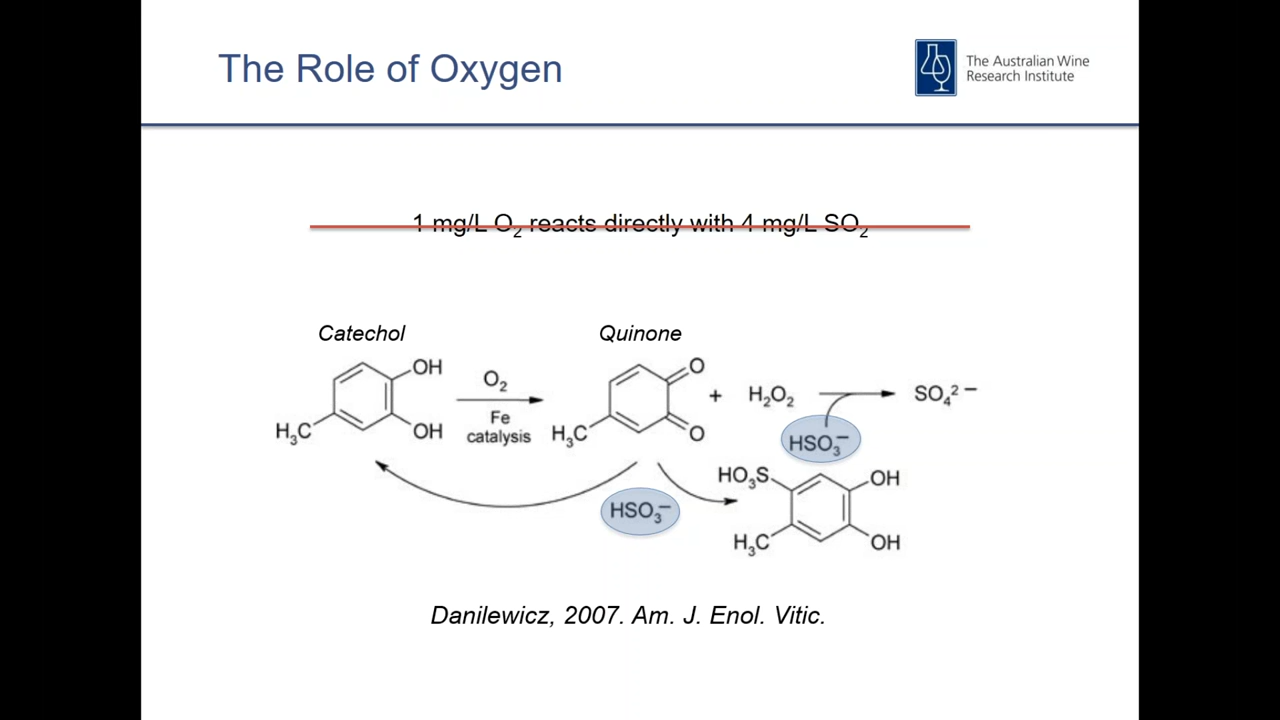 The Role of Oxygen
The Australian Wine
Research Institute
1 mg/L O₂ reacts directly with 4 mg/L SO₂
Catechol
Quinone
OH
OH
H₃C
O₂
Fe
catalysis
O
O
H₃C
+
H₂O₂
HSO₃⁻
SO₄²⁻
HSO₃⁻
HO₃S
OH
H₃C
OH
Danilewicz, 2007. Am. J. Enol. Vitic.